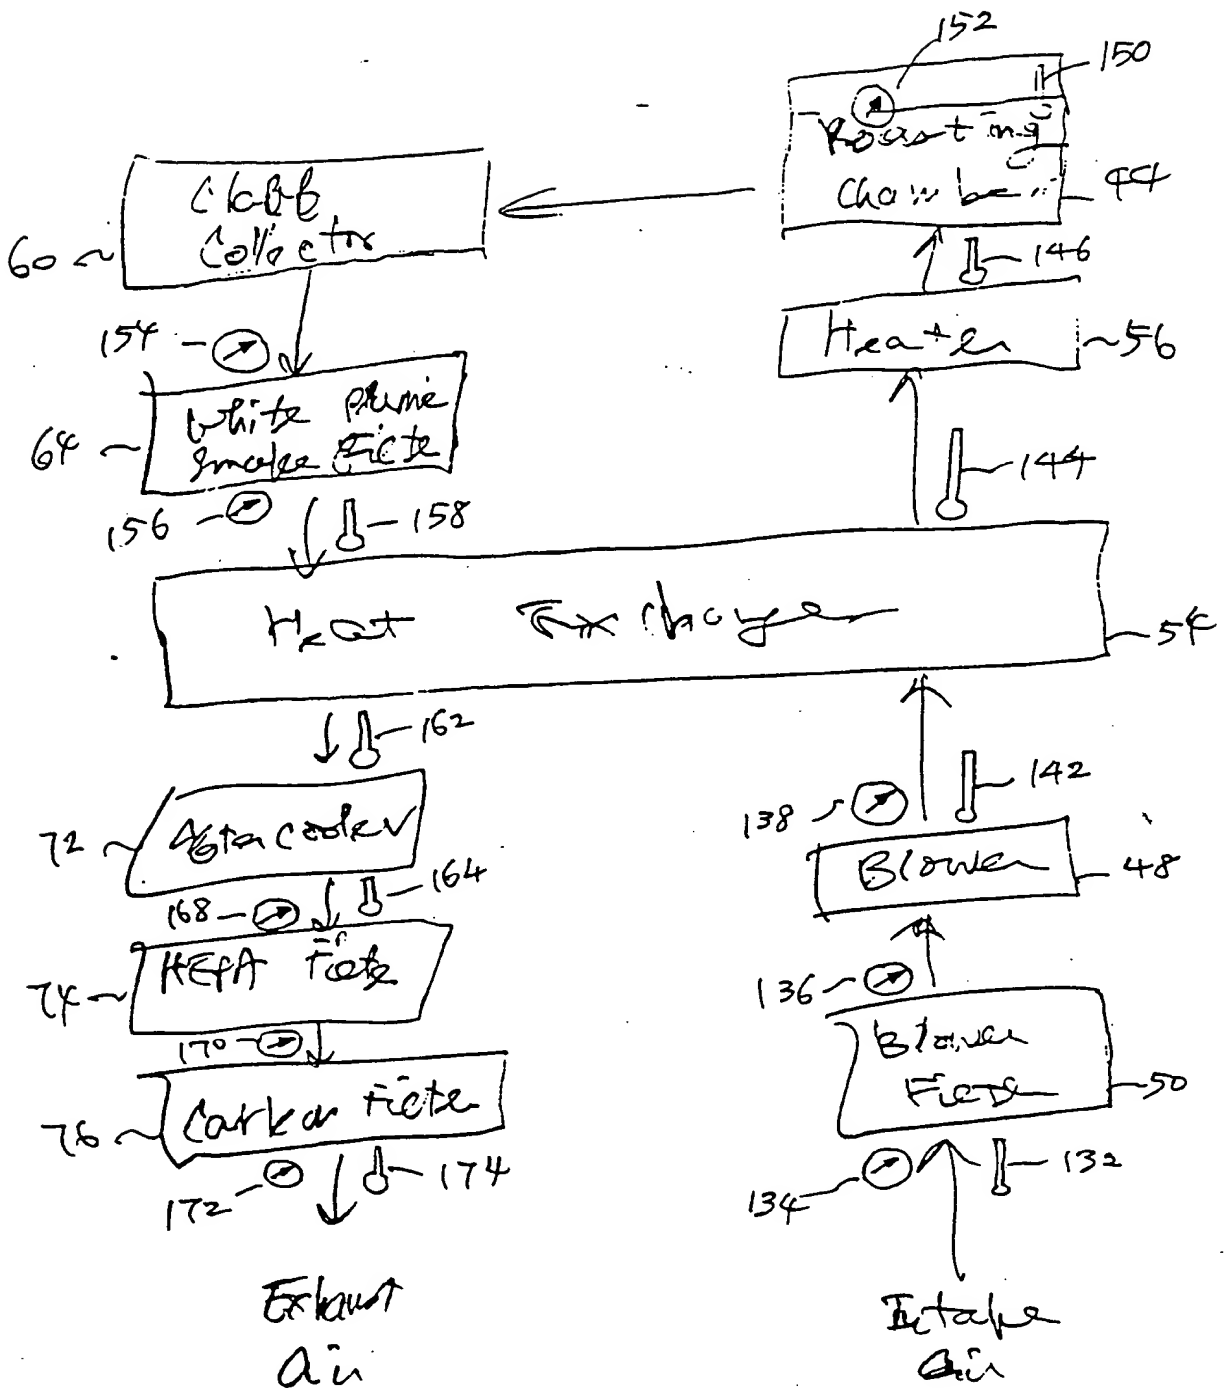 152
150
Roasting
Chamber
44
Chaff
Collector
60
146
Heater
56
154
White Plume
Smoke Filter
64
144
156
158
Heat Exchanger
54
162
142
138
Aftercooler
72
Blower
48
164
168
HEPA Filter
74
136
170
Blower
Filter
50
Carbon Filter
76
174
172
132
134
Exhaust
Air
Intake
Air